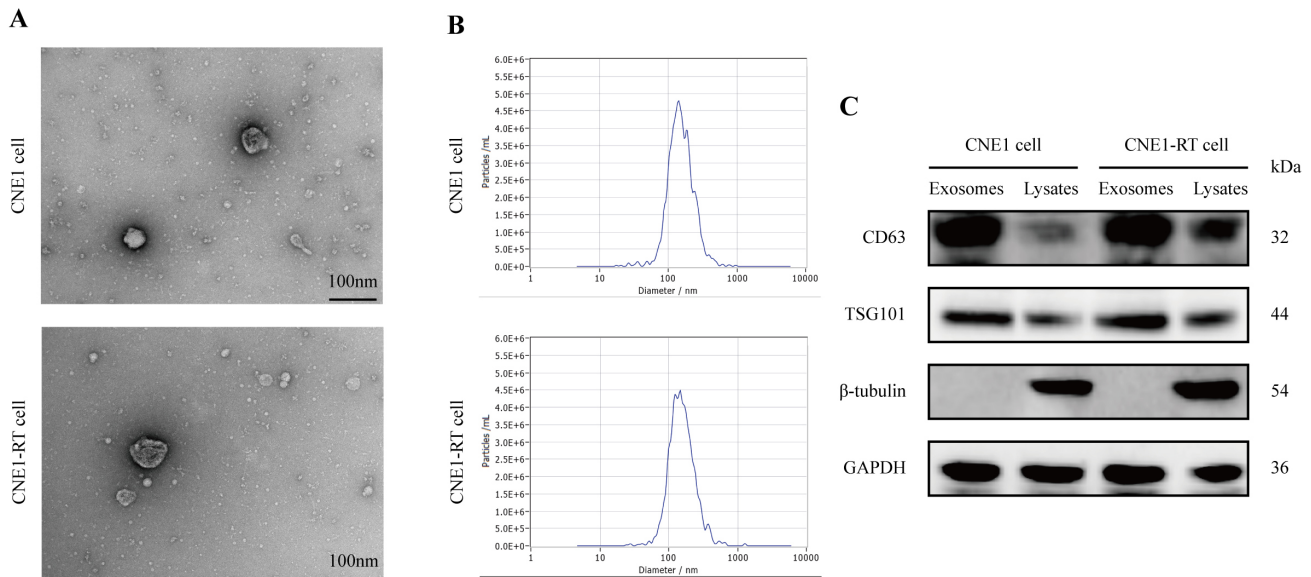 A
CNE1 cell
100nm
CNE1-RT cell
100nm
B
CNE1 cell
Particles /mL
6.0E+6
5.5E+6
5.0E+6
4.5E+6
4.0E+6
3.5E+6
3.0E+6
2.5E+6
2.0E+6
1.5E+6
1.0E+6
5.0E+5
0.0E+0
1 10 100 1000 10000
Diameter / nm
CNE1-RT cell
Particles /mL
6.0E+6
5.5E+6
5.0E+6
4.5E+6
4.0E+6
3.5E+6
3.0E+6
2.5E+6
2.0E+6
1.5E+6
1.0E+6
5.0E+5
0.0E+0
1 10 100 1000 10000
Diameter / nm
C
CNE1 cell CNE1-RT cell
kDa
Exosomes Lysates Exosomes Lysates
CD63 32
TSG101 44
β-tubulin 54
GAPDH 36